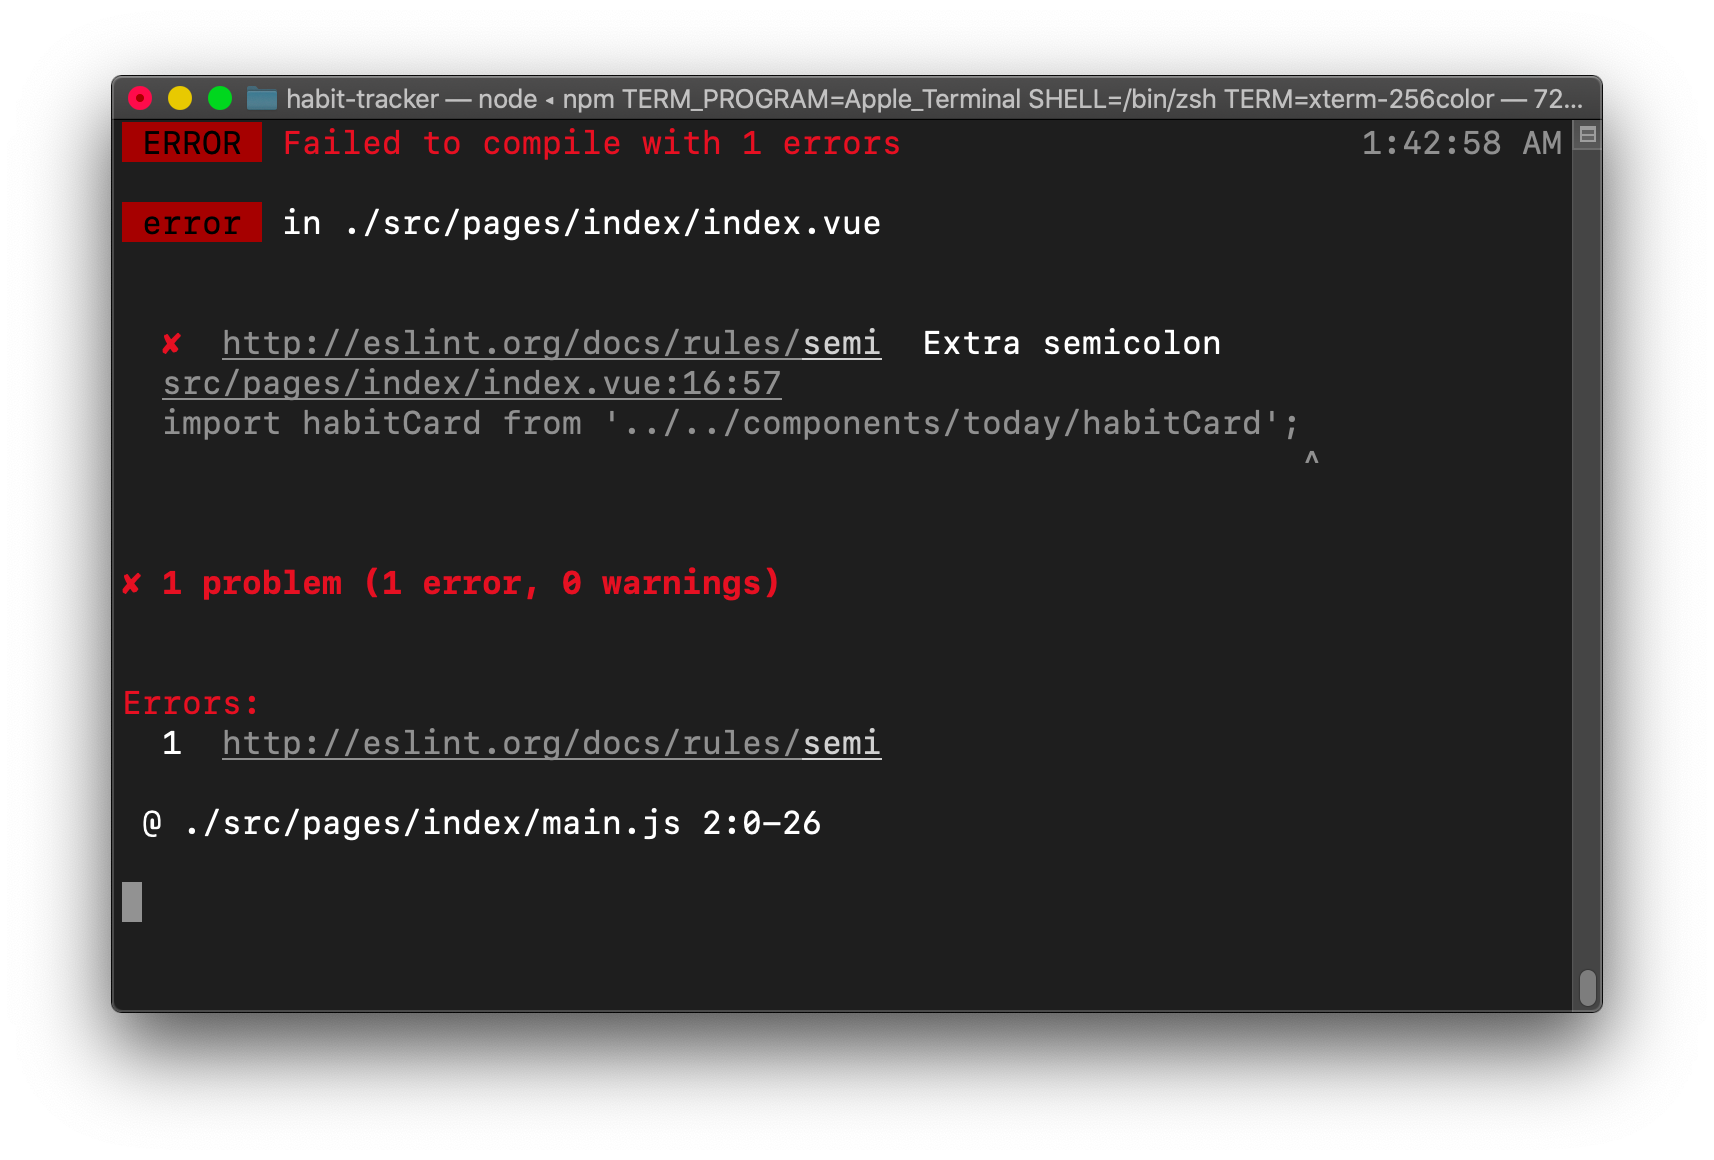 habit-tracker — node ◂ npm TERM_PROGRAM=Apple_Terminal SHELL=/bin/zsh TERM=xterm-256color — 72...
ERROR Failed to compile with 1 errors 1:42:58 AM
error in ./src/pages/index/index.vue
✘ http://eslint.org/docs/rules/semi Extra semicolon
src/pages/index/index.vue:16:57
import habitCard from '../../components/today/habitCard';
^
✘ 1 problem (1 error, 0 warnings)
Errors:
1 http://eslint.org/docs/rules/semi
@ ./src/pages/index/main.js 2:0-26